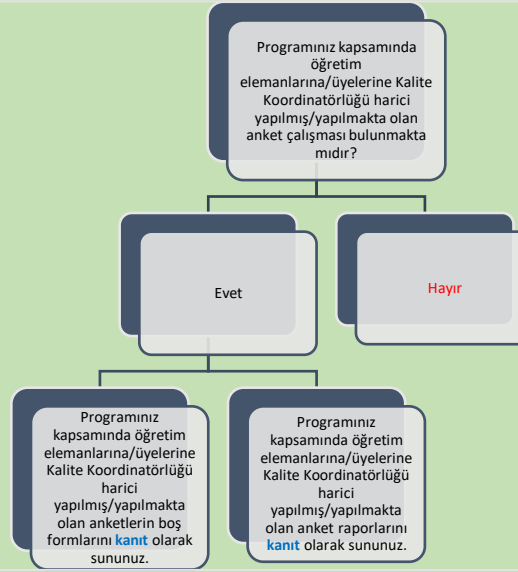 Programınız kapsamında
öğretim
elemanlarına/üyelerine Kalite
Koordinatörlüğü harici
yapılmış/yapılmakta olan
anket çalışması bulunmakta
mıdır?
Evet
Hayır
Programınız
kapsamında öğretim
elemanlarına/üyelerine
Kalite Koordinatörlüğü
harici
yapılmış/yapılmakta
olan anketlerin boş
formlarını kanıt olarak
sununuz.
Programınız
kapsamında öğretim
elemanlarına/üyelerine
Kalite Koordinatörlüğü
harici
yapılmış/yapılmakta
olan anket raporlarını
kanıt olarak sununuz.